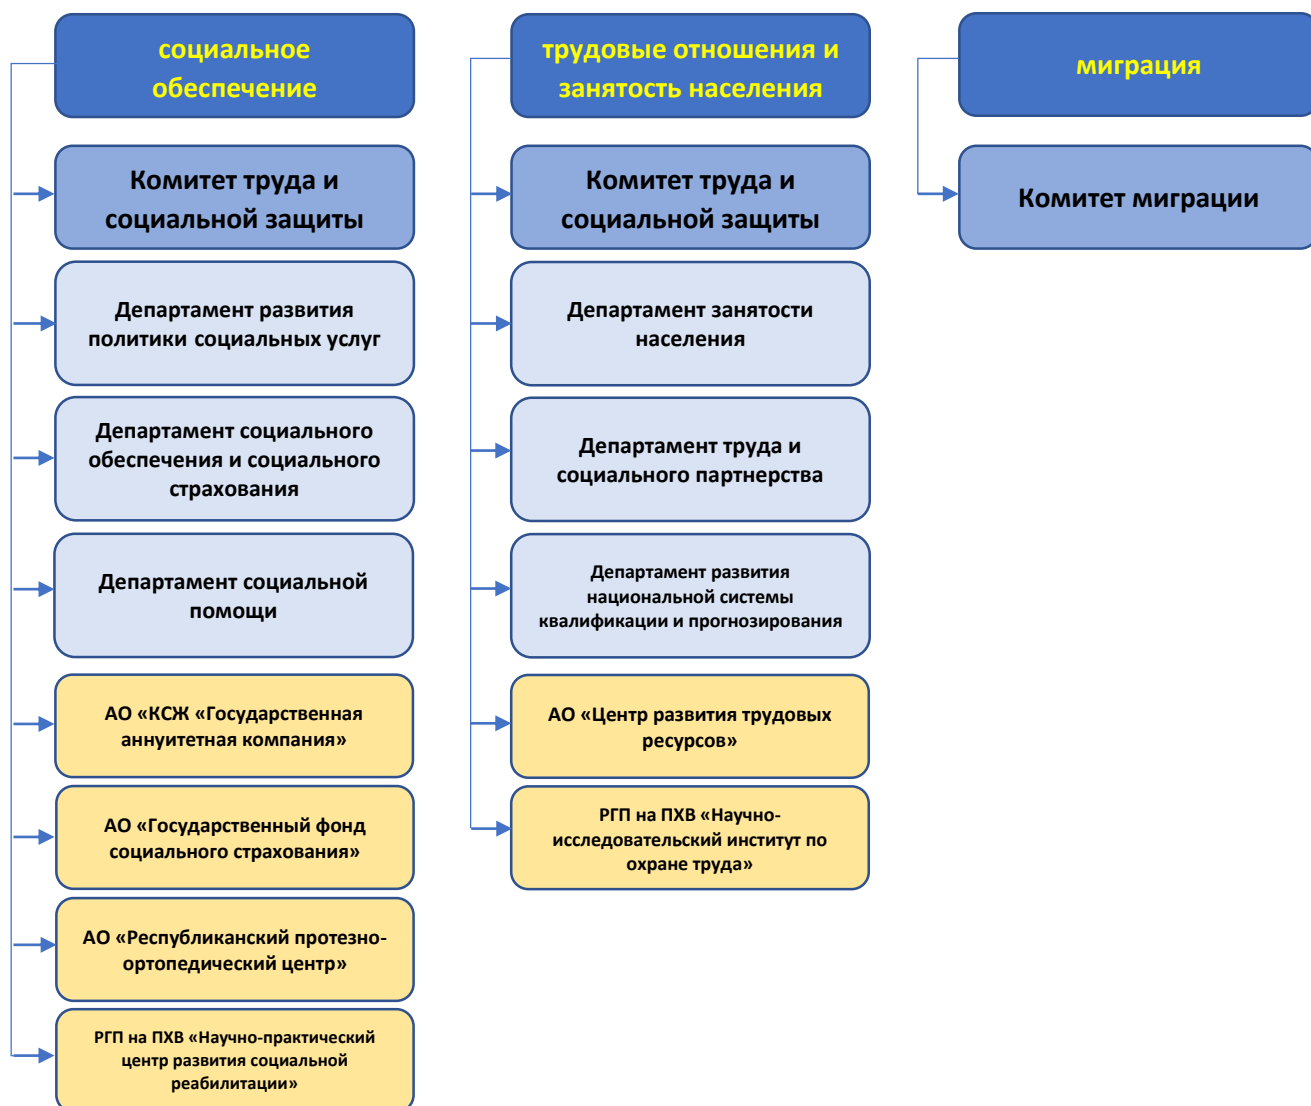 социальное
обеспечение
Комитет труда и
социальной защиты
Департамент развития
политики социальных услуг
Департамент социального
обеспечения и социального
страхования
Департамент социальной
помощи
АО «КСЖ «Государственная
аннуитетная компания»
АО «Государственный фонд
социального страхования»
АО «Республиканский протезно-
ортопедический центр»
РГП на ПХВ «Научно-практический
центр развития социальной
реабилитации»
трудовые отношения и
занятость населения
Комитет труда и
социальной защиты
Департамент занятости
населения
Департамент труда и
социального партнерства
Департамент развития
национальной системы
квалификации и прогнозирования
АО «Центр развития трудовых
ресурсов»
РГП на ПХВ «Научно-
исследовательский институт по
охране труда»
миграция
Комитет миграции